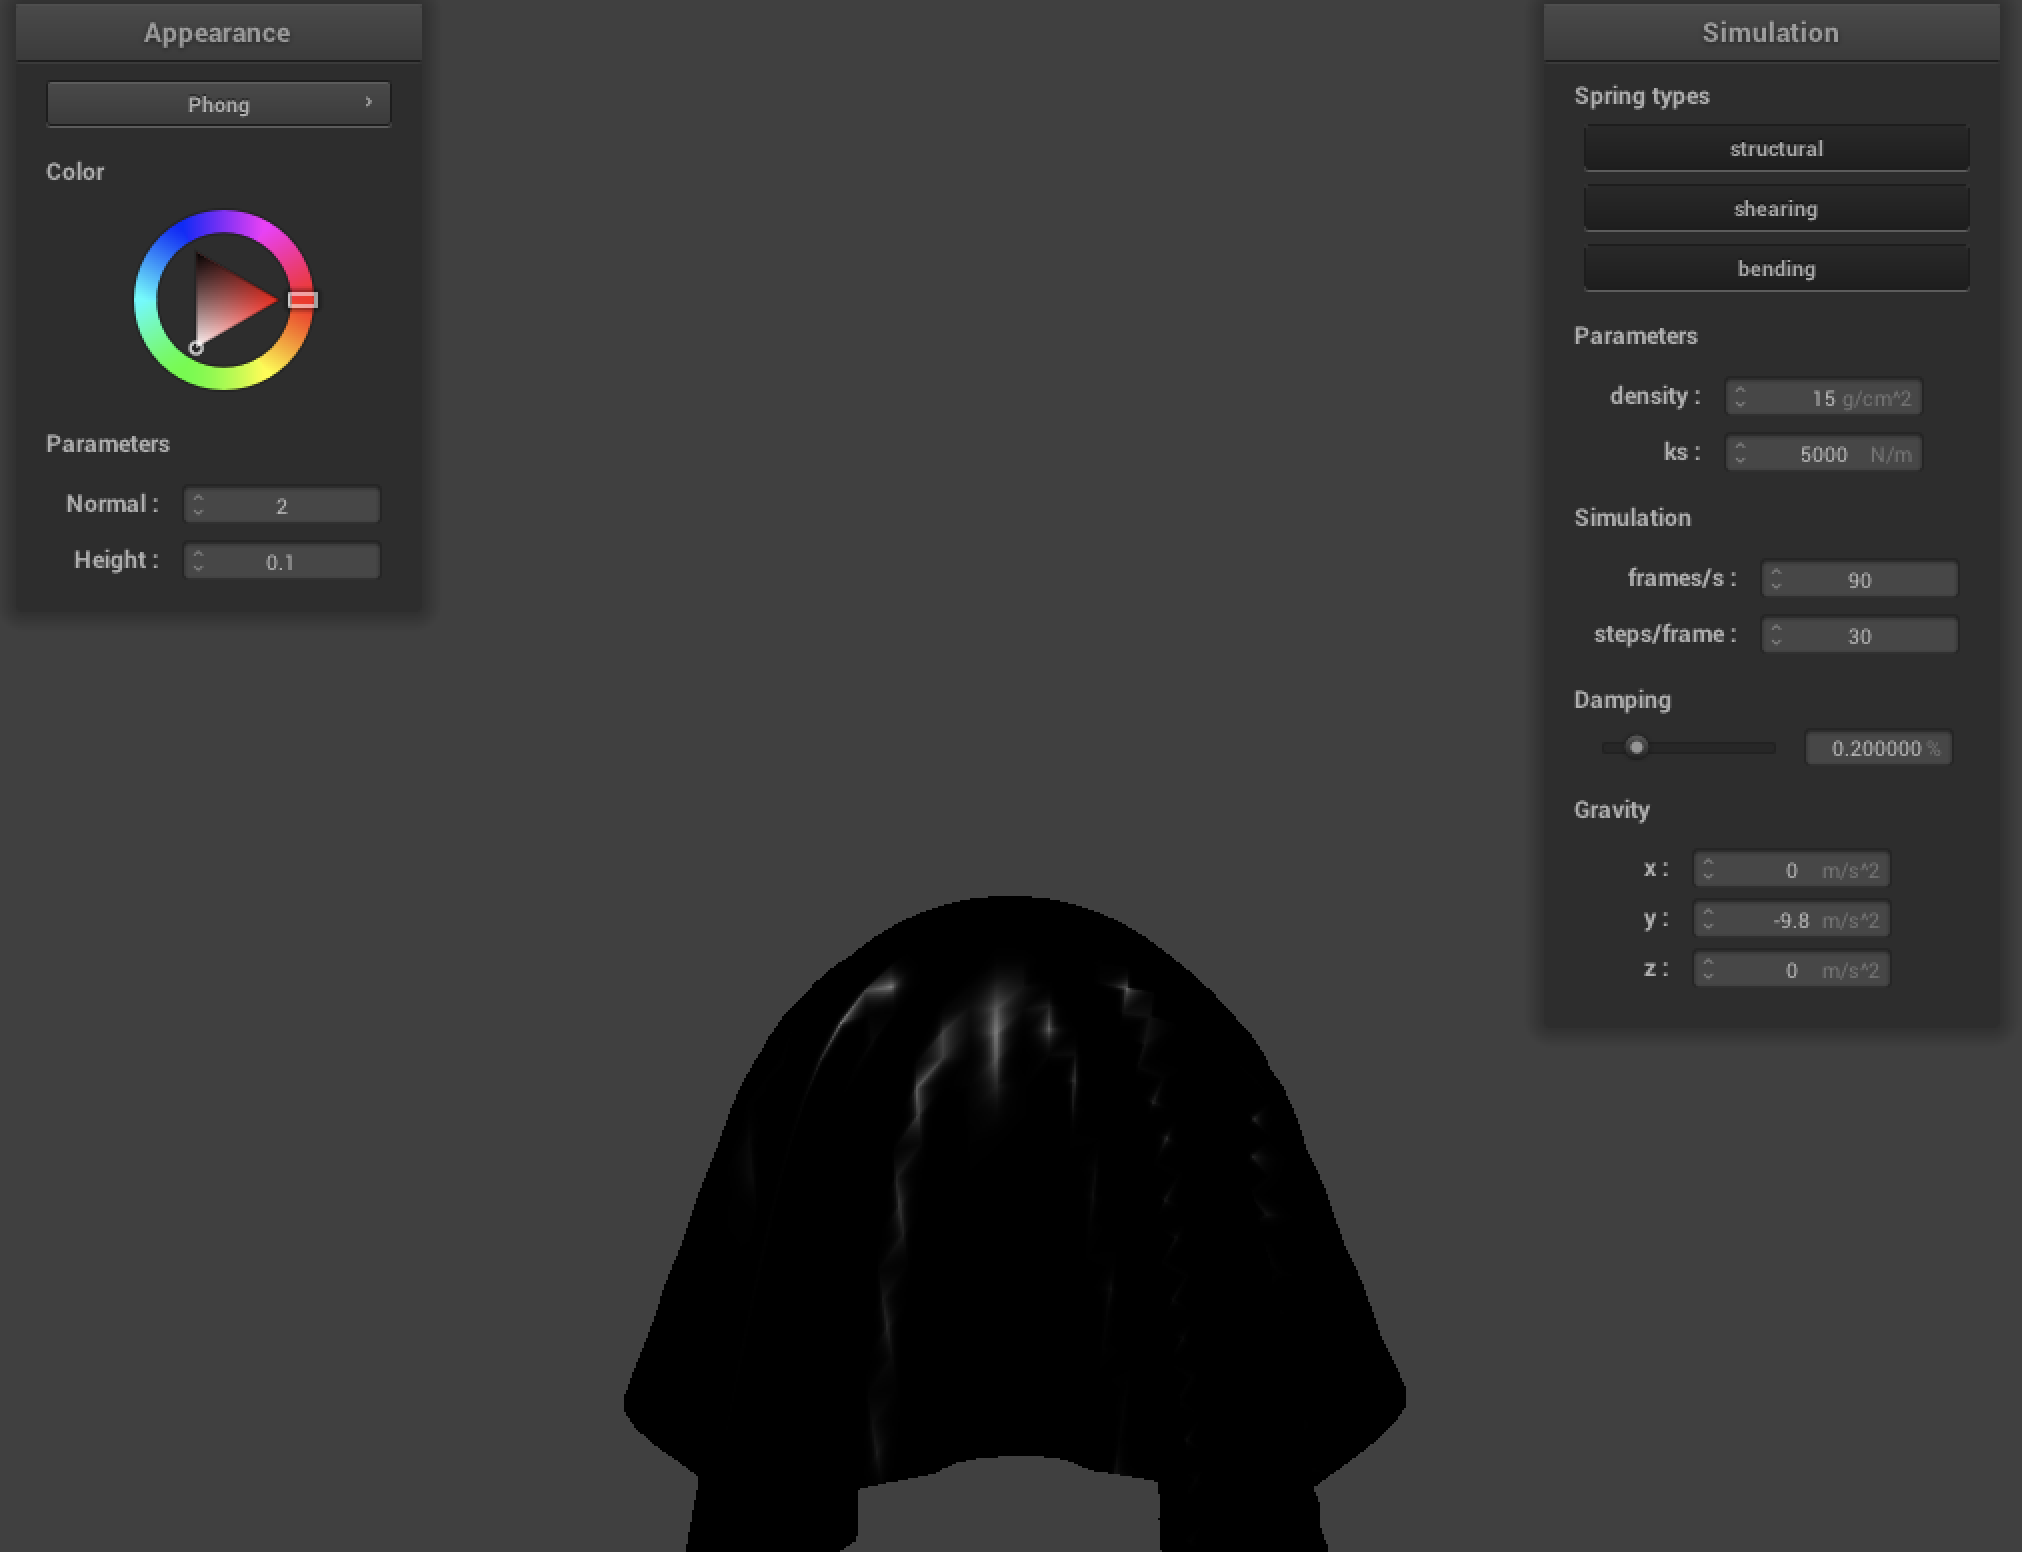 Appearance
Phong
Color
Parameters
Normal : 2
Height : 0.1
Simulation
Spring types
structural
shearing
bending
Parameters
density : 15 g/cm^2
ks : 5000 N/m
Simulation
frames/s : 90
steps/frame : 30
Damping
0.200000 %
Gravity
x : 0 m/s^2
y : -9.8 m/s^2
z : 0 m/s^2